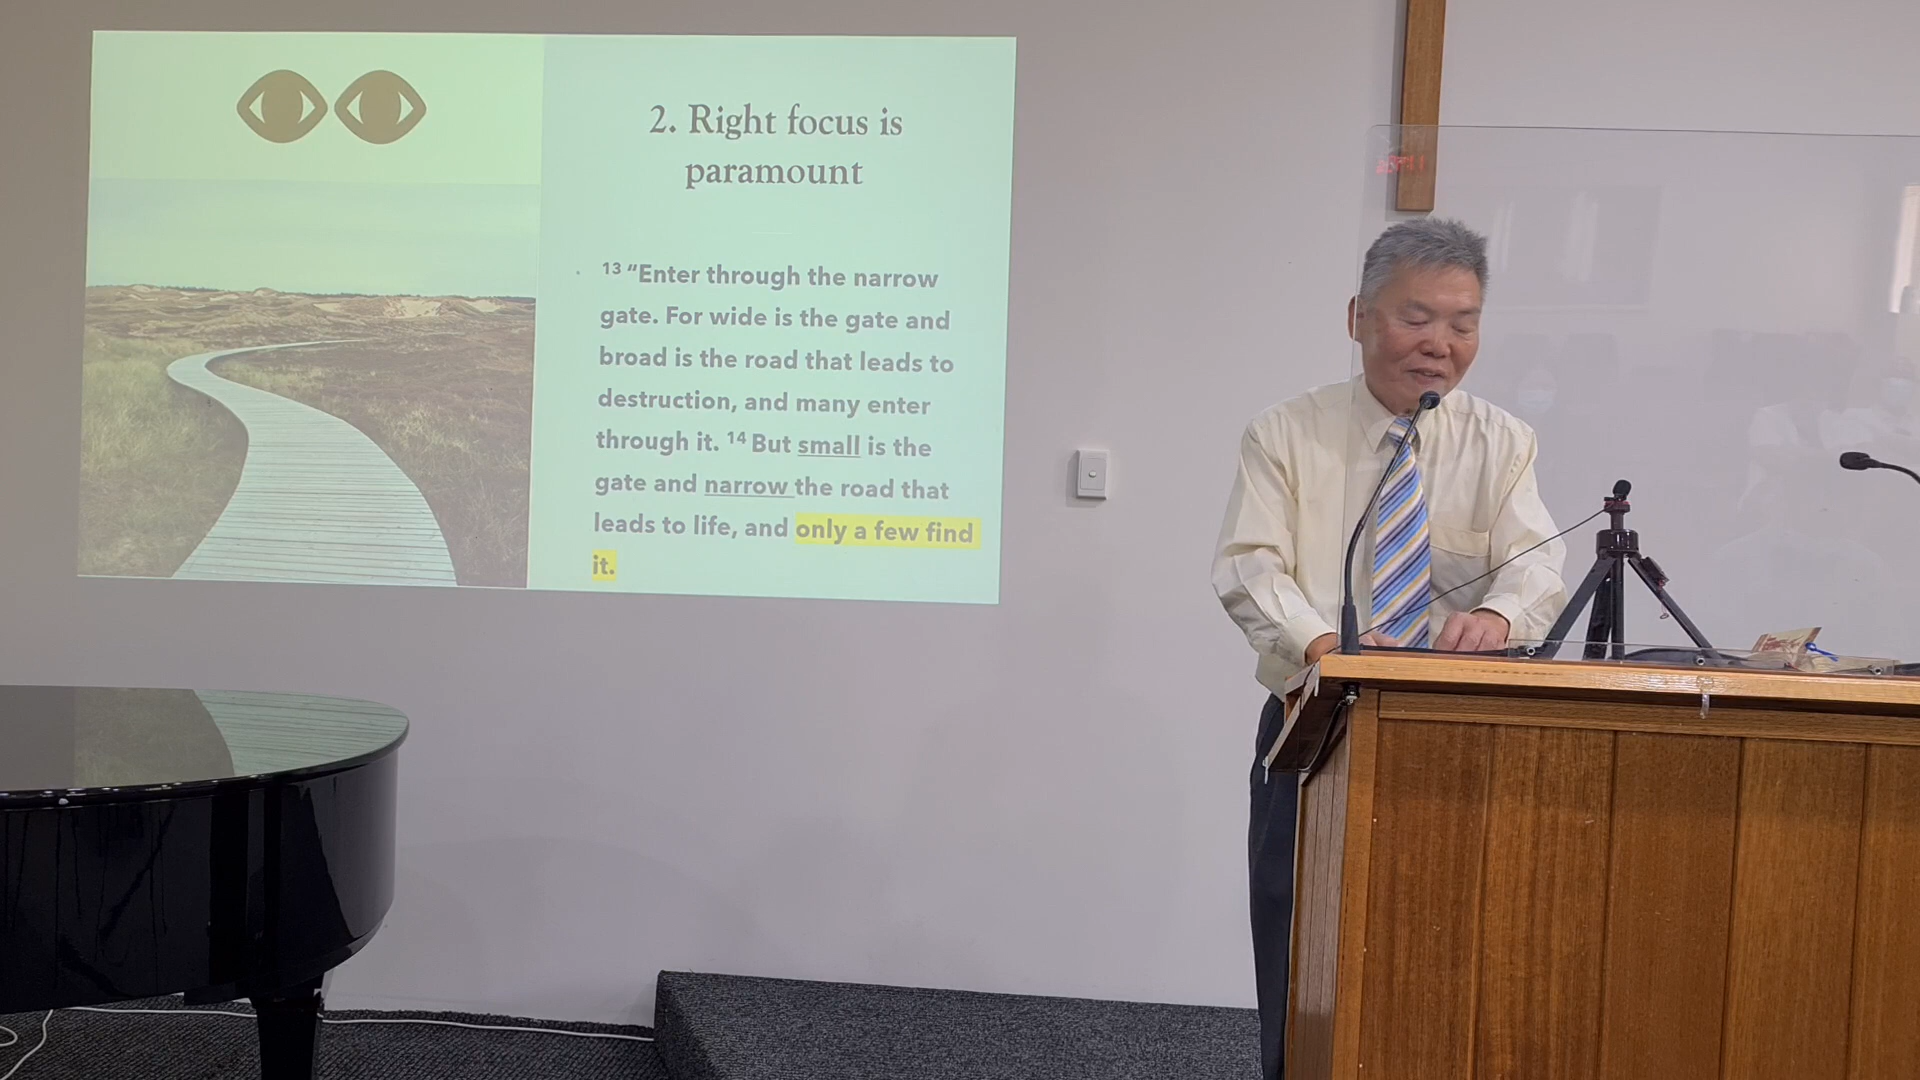 2. Right focus is
paramount
13 “Enter through the narrow
gate. For wide is the gate and
broad is the road that leads to
destruction, and many enter
through it. 14 But small is the
gate and narrow the road that
leads to life, and only a few find
it.